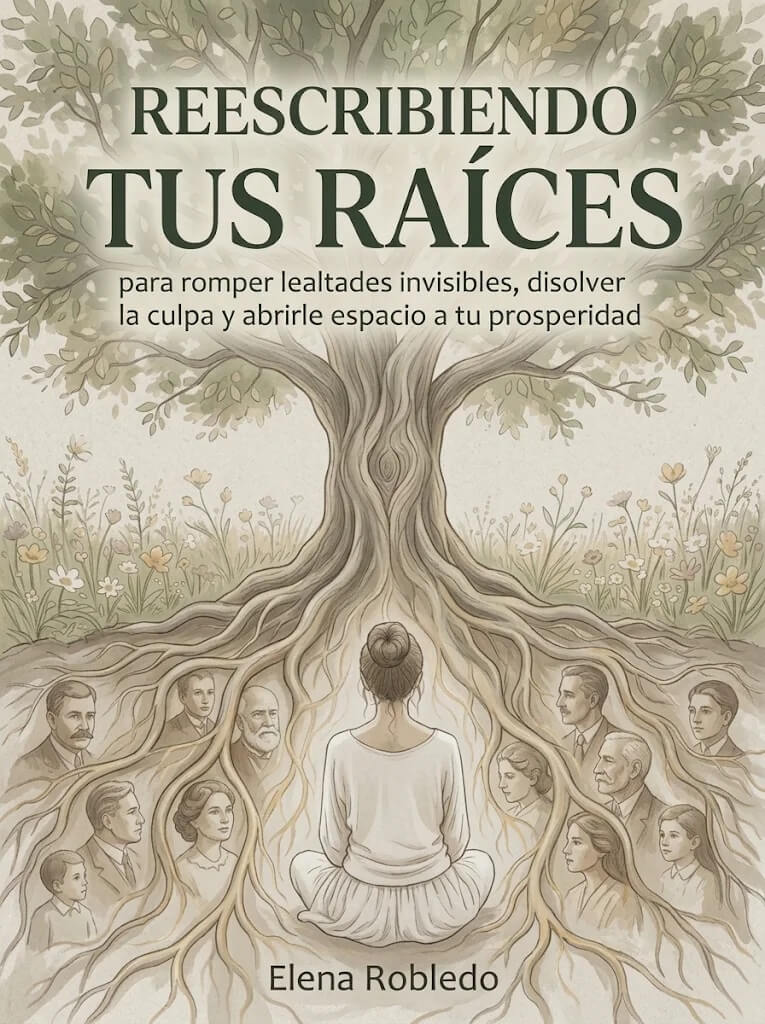 REESCRIBIENDO
TUS RAÍCES
para romper lealtades invisibles, disolver
la culpa y abrirle espacio a tu prosperidad
Elena Robledo